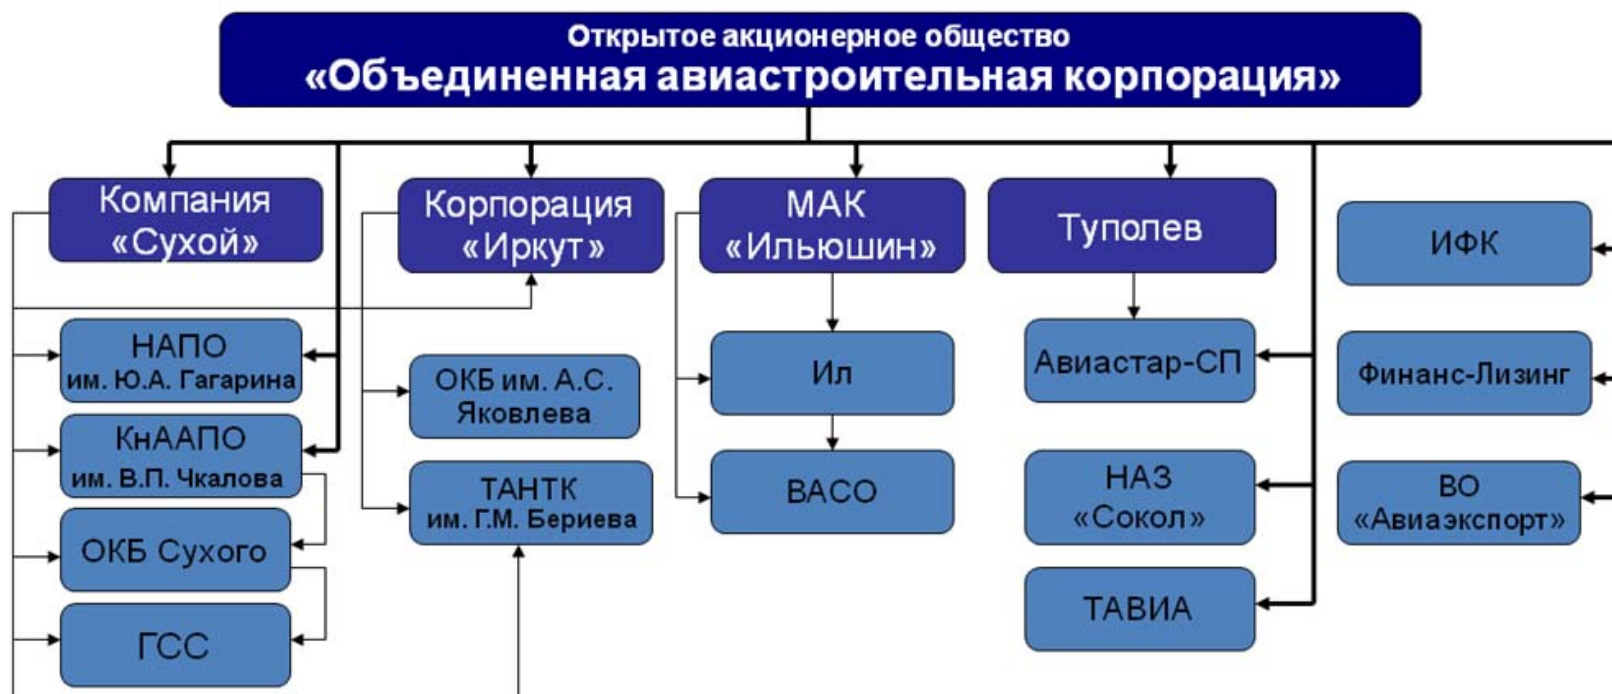 Открытое акционерное общество
«Объединенная авиастроительная корпорация»
Компания
«Сухой»
Корпорация
«Иркут»
МАК
«Ильюшин»
Туполев
ИФК
НАПО
им. Ю.А. Гагарина
КнААПО
им. В.П. Чкалова
ОКБ Сухого
ГСС
ОКБ им. А.С.
Яковлева
ТАНТК
им. Г.М. Бериева
Ил
ВАСО
Авиастар-СП
НАЗ
«Сокол»
ТАВИА
Финанс-Лизинг
ВО
«Авиаэкспорт»